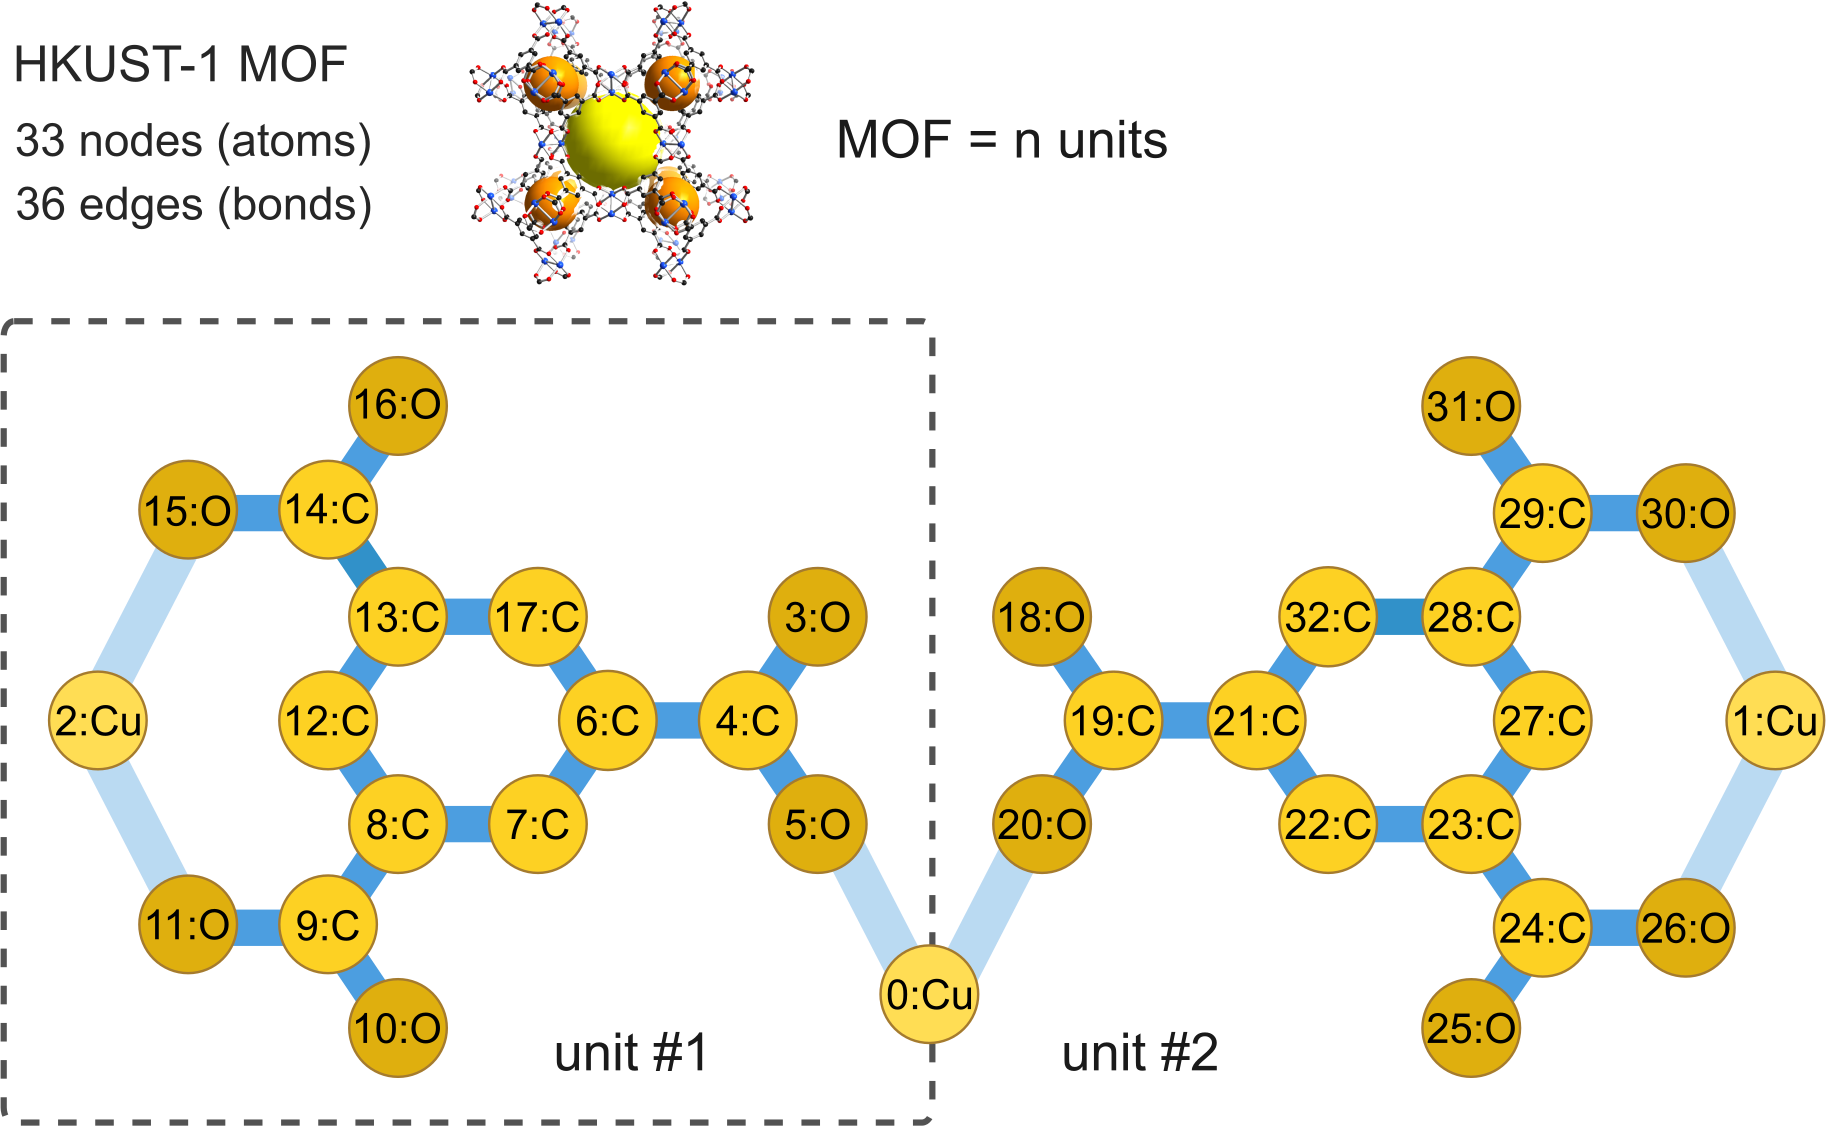 HKUST-1 MOF
33 nodes (atoms)
36 edges (bonds)
MOF = n units
16:O
31:O
15:O
14:C
29:C
30:O
13:C
17:C
3:O
18:O
32:C
28:C
2:Cu
12:C
6:C
4:C
19:C
21:C
27:C
1:Cu
8:C
7:C
5:O
20:O
22:C
23:C
11:O
9:C
24:C
26:O
0:Cu
10:O
25:O
unit #1
unit #2